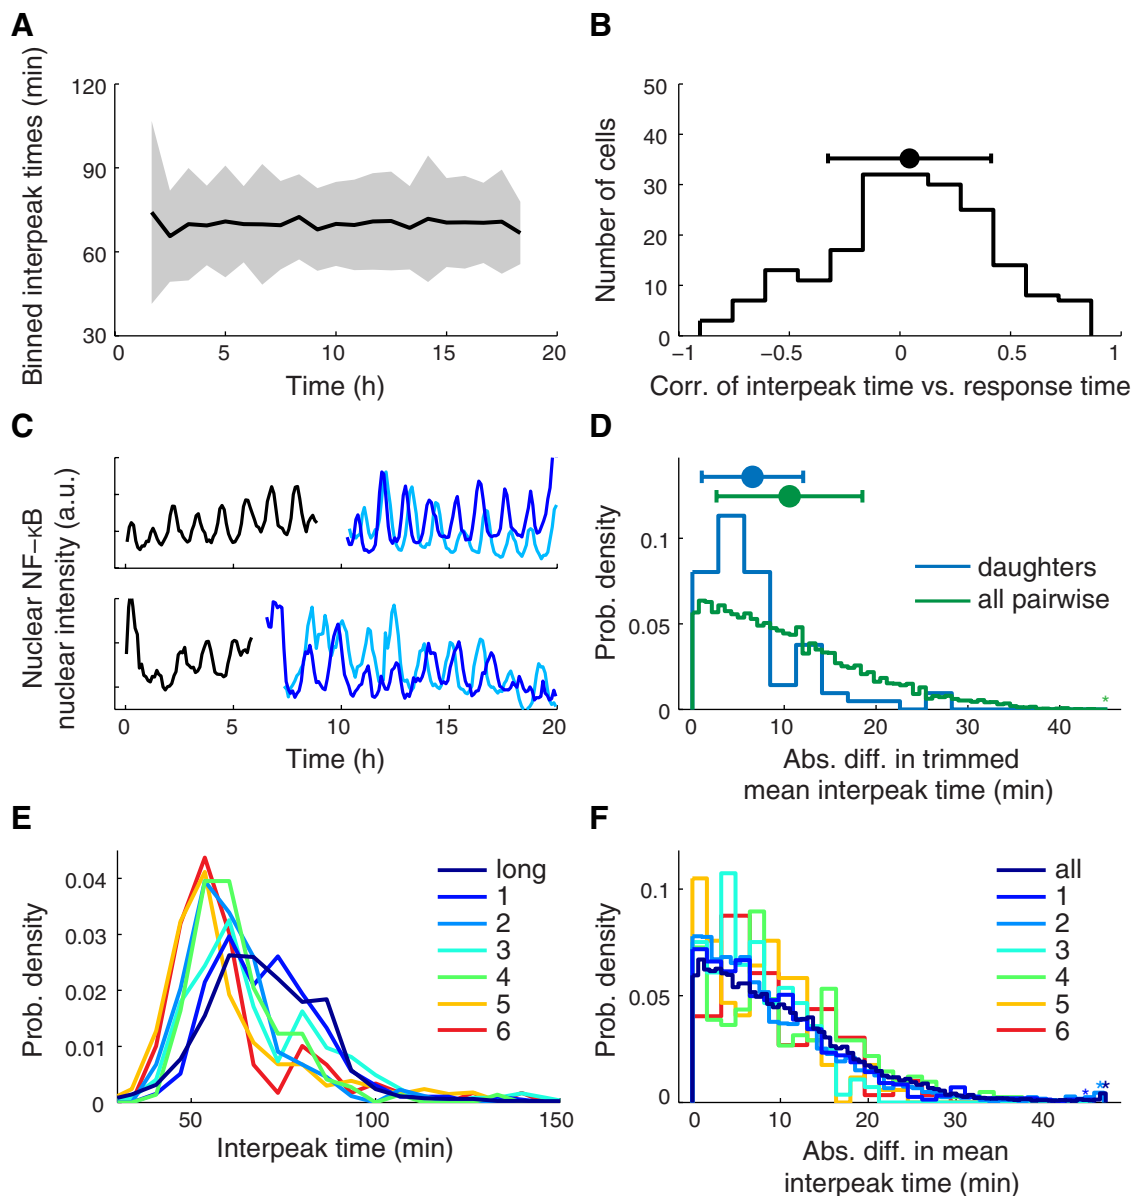 A
Binned interpeak times (min)
120
90
60
30
0 5 10 15 20
Time (h)
B
Number of cells
50
40
30
20
10
0
−1 −0.5 0 0.5 1
Corr. of interpeak time vs. response time
C
Nuclear NF−κB
nuclear intensity (a.u.)
0 5 10 15 20
Time (h)
D
Prob. density
0.1
0.05
0
daughters
all pairwise
*
0 10 20 30 40
Abs. diff. in trimmed
mean interpeak time (min)
E
Prob. density
0.04
0.03
0.02
0.01
0
long
1
2
3
4
5
6
50 100 150
Interpeak time (min)
F
Prob. density
0.1
0.05
0
all
1
2
3
4
5
6
* * *
0 10 20 30 40
Abs. diff. in mean
interpeak time (min)